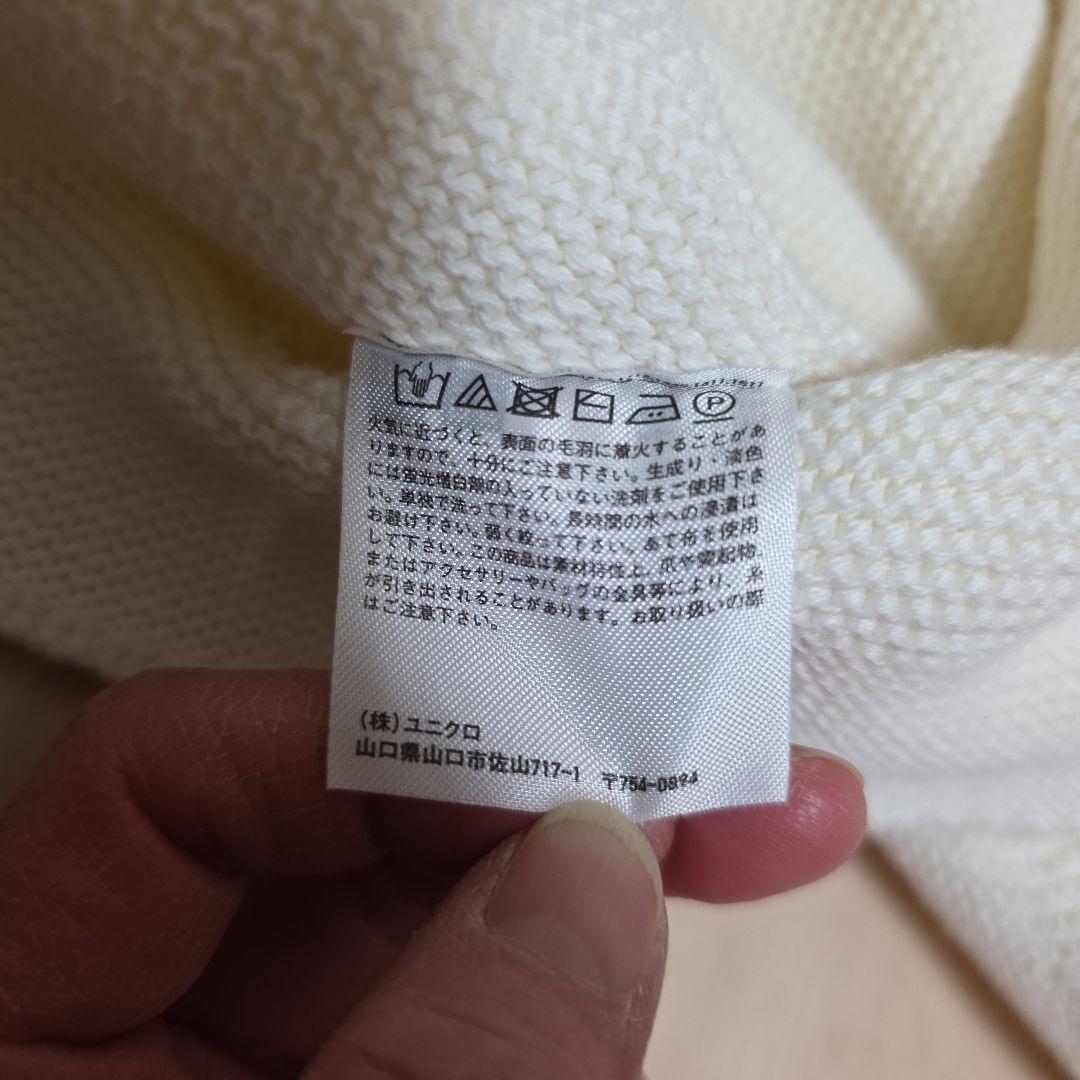 P
火気に近づくと、表面の毛羽に着火することがあ
りますので、十分にご注意下さい。生成り・淡色
には蛍光増白剤の入っていない洗剤をご使用下さ
い。単独で洗って下さい。長時間の水への浸漬は
お避け下さい。弱く絞って下さい。あて布を使用
して下さい。この商品は素材特性上、爪や突起物、
またはアクセサリーやバッグの金具等により、糸
が引き出されることがあります。お取り扱いの際
はご注意下さい。
(株)ユニクロ
山口県山口市佐山717-1 〒754-0894